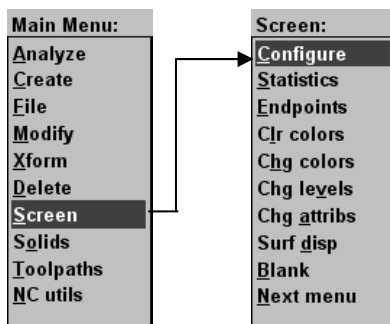 Main Menu:
Analyze
Create
File
Modify
Xform
Delete
Screen
Solids
Toolpaths
NC utils
Screen:
Configure
Statistics
Endpoints
Clr colors
Chg colors
Chg levels
Chg attribs
Surf disp
Blank
Next menu